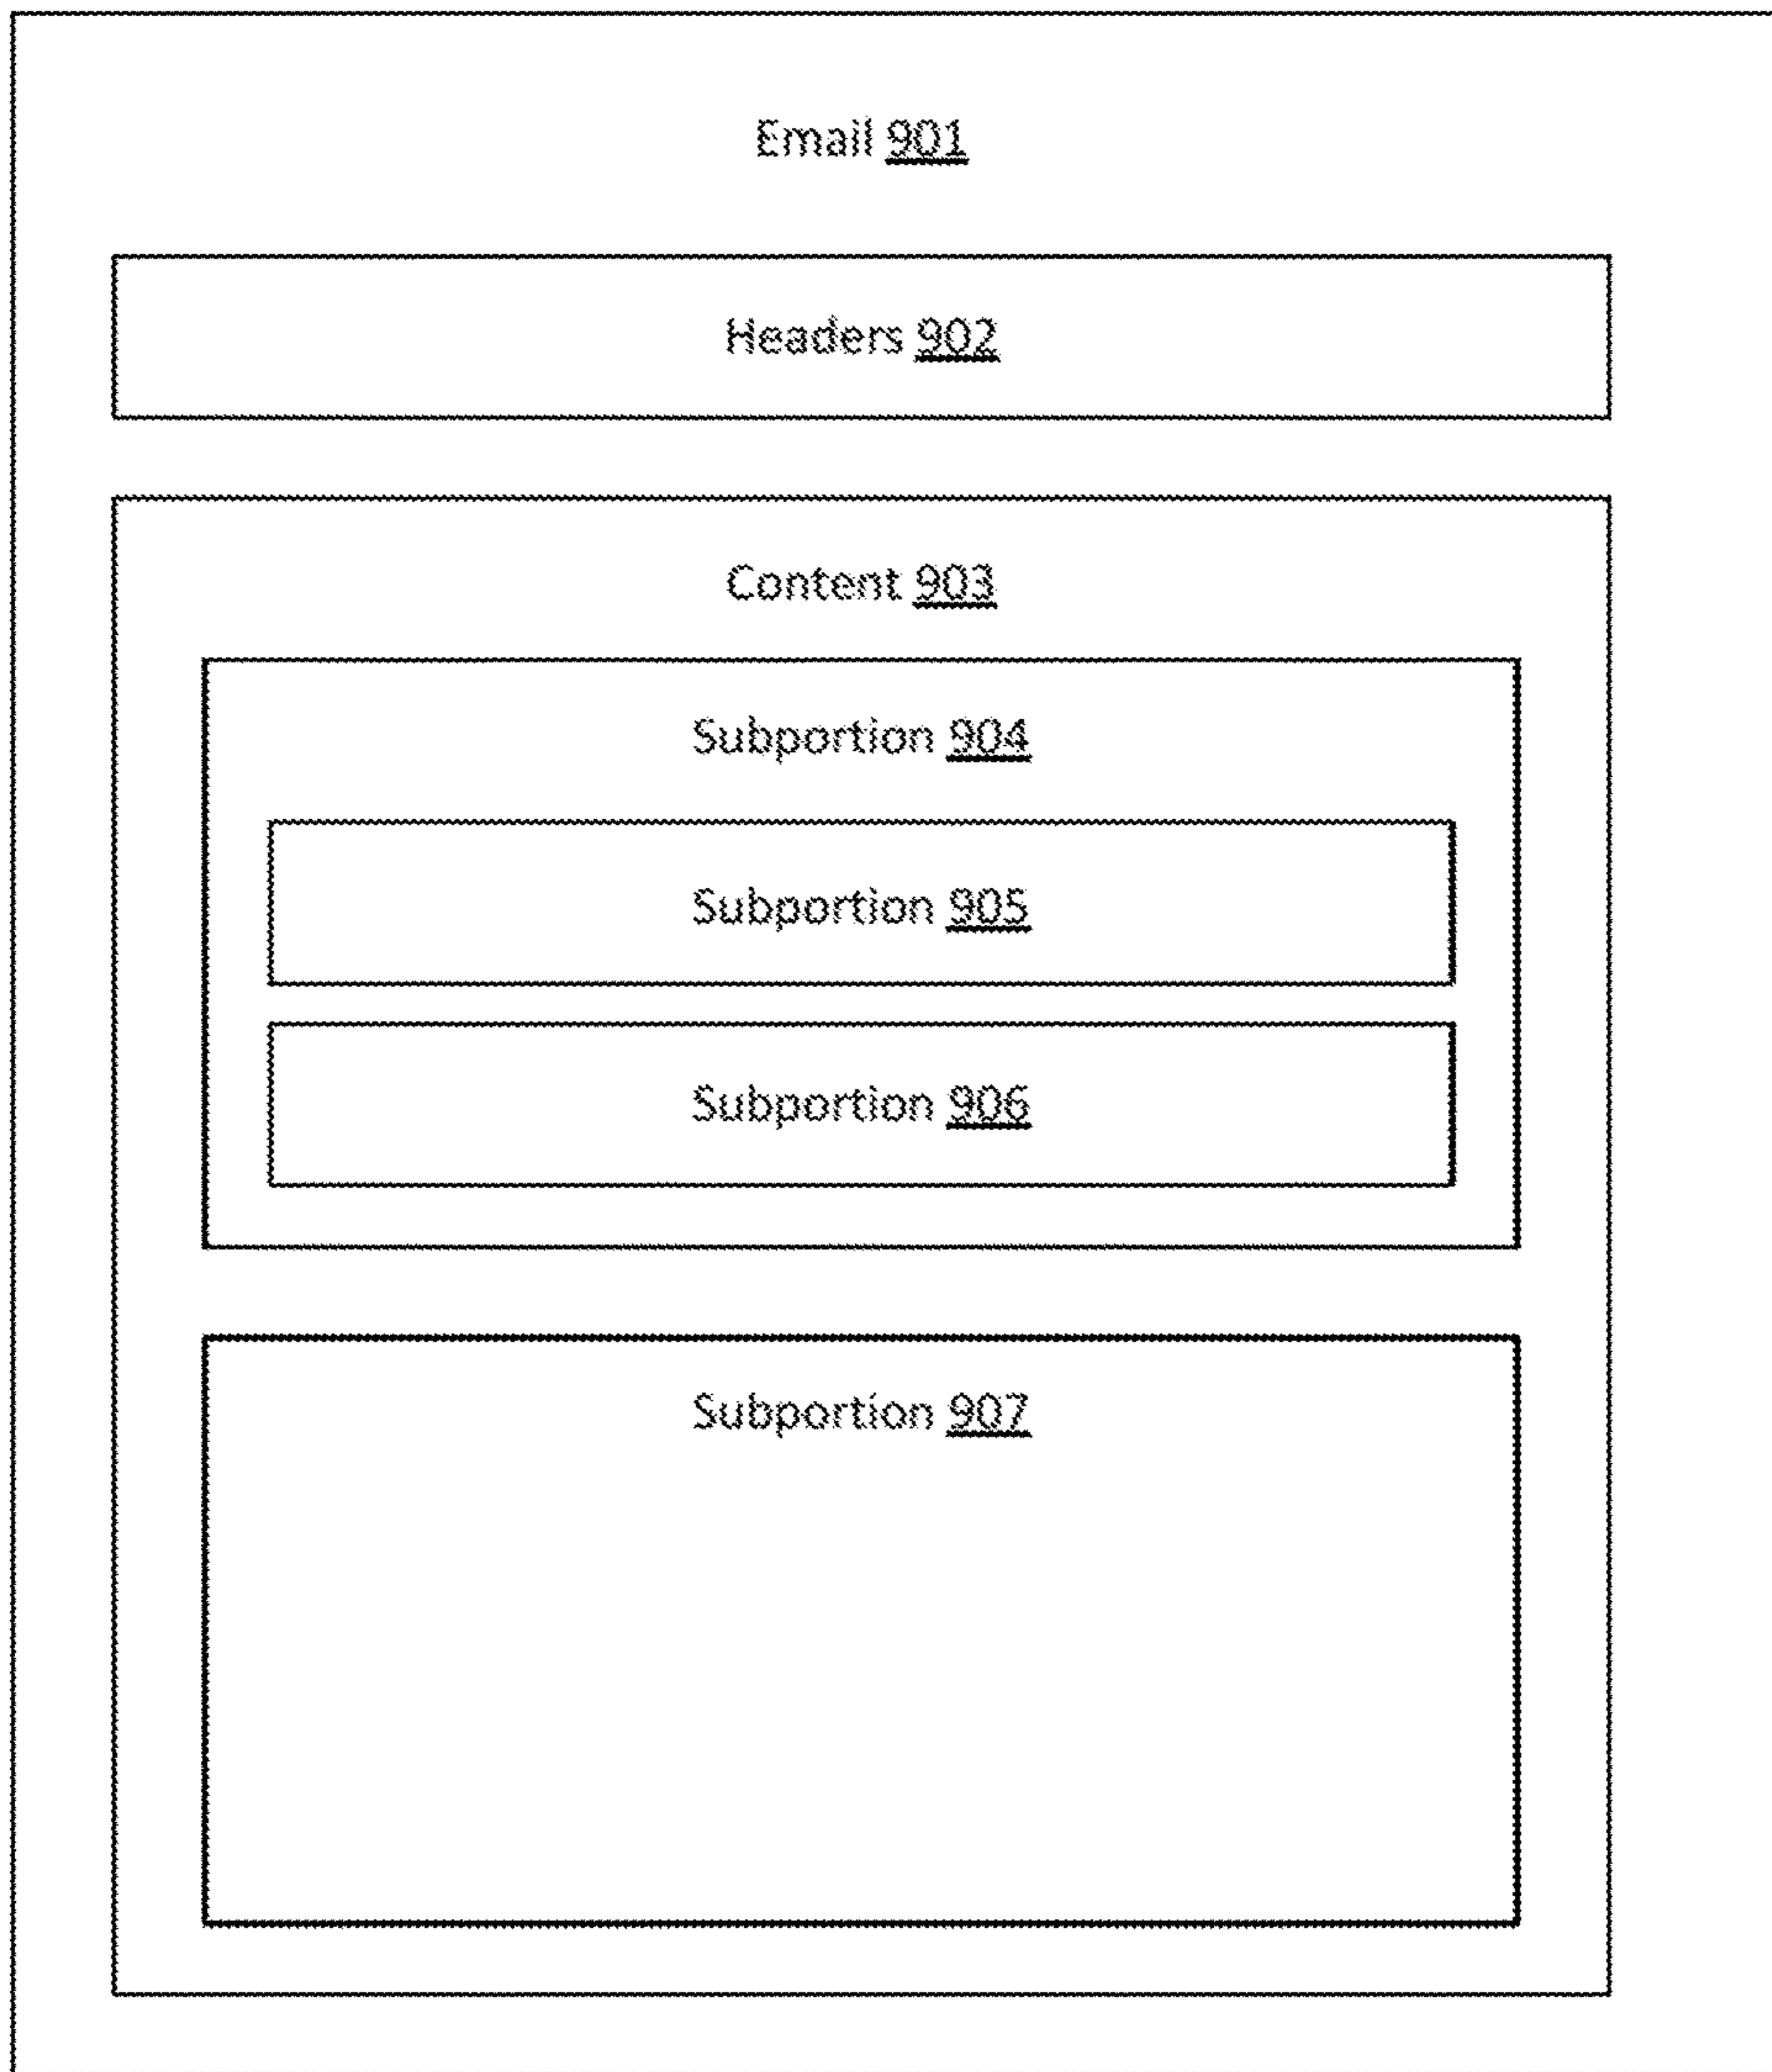 Email 901
Headers 902
Content 903
Subportion 904
Subportion 905
Subportion 906
Subportion 907